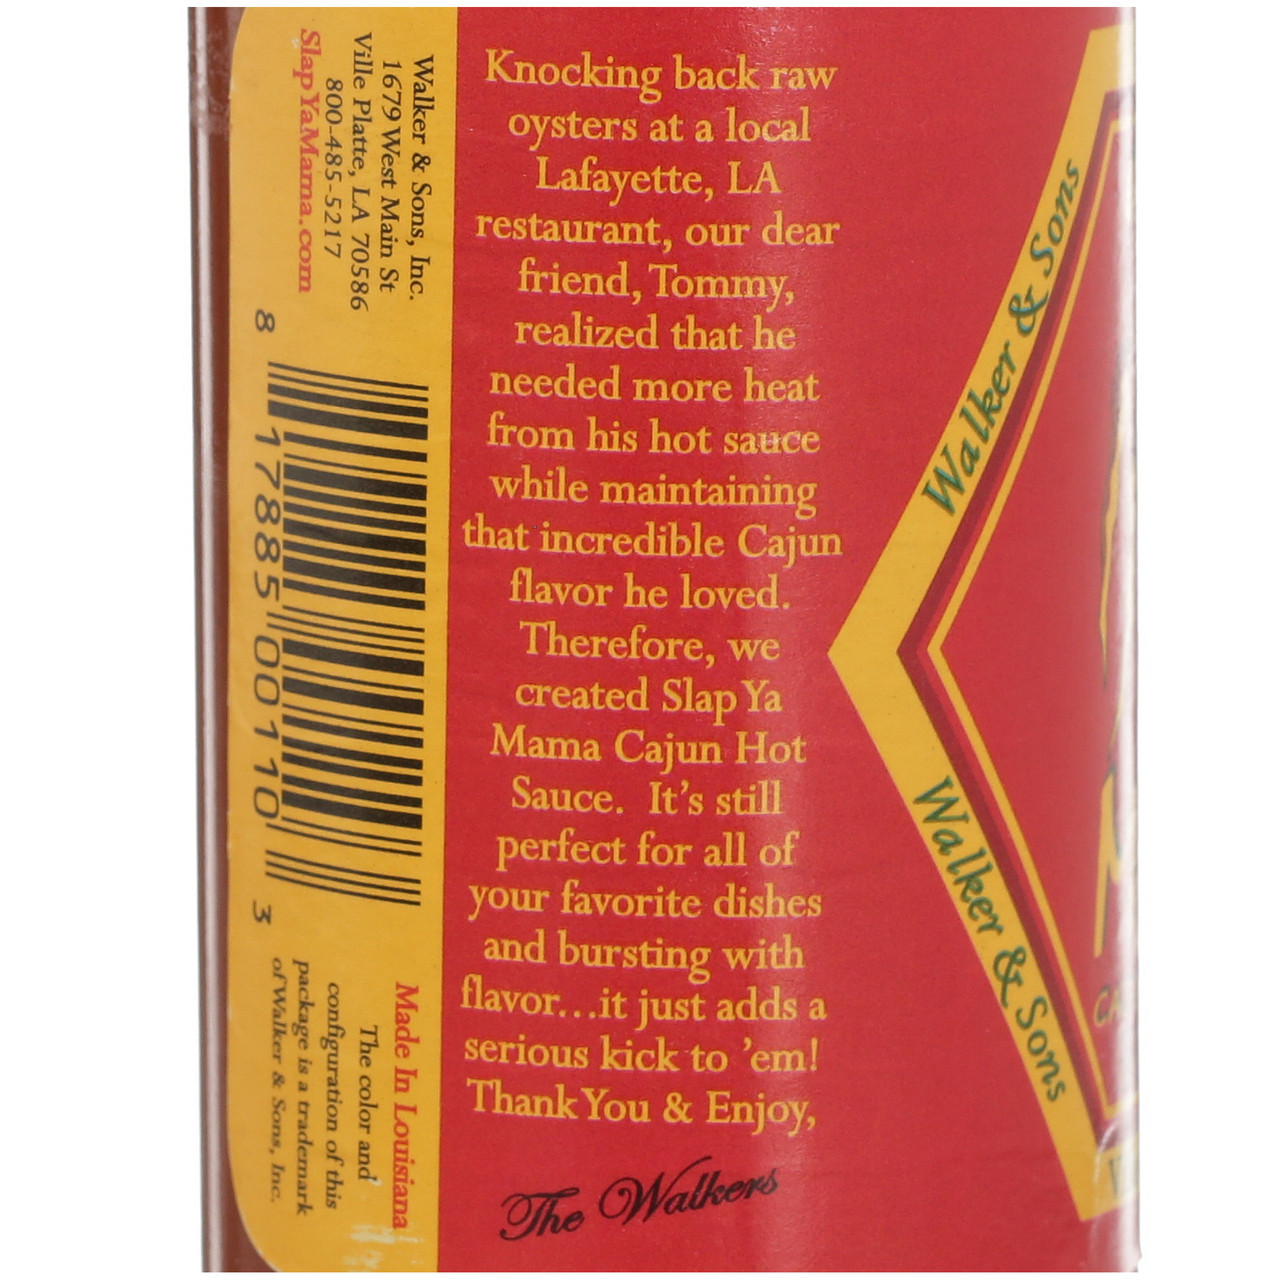 Walker & Sons, Inc.
1679 West Main St
Ville Platte, LA 70586
800-485-5217
SlapYaMama.com
8 17885 00110 3
Made In Louisiana
The color and
configuration of this
package is a trademark
of Walker & Sons, Inc.
Knocking back raw
oysters at a local
Lafayette, LA
restaurant, our dear
friend, Tommy,
realized that he
needed more heat
from his hot sauce
while maintaining
that incredible Cajun
flavor he loved.
Therefore, we
created Slap Ya
Mama Cajun Hot
Sauce.  It's still
perfect for all of
your favorite dishes
and bursting with
flavor...it just adds a
serious kick to 'em!
Thank You & Enjoy,
The Walkers
Walker & Sons
Walker & Sons